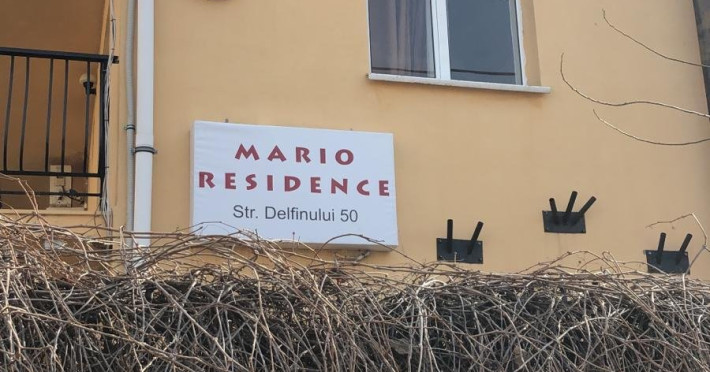 MARIO
RESIDENCE
Str. Delfinului 50